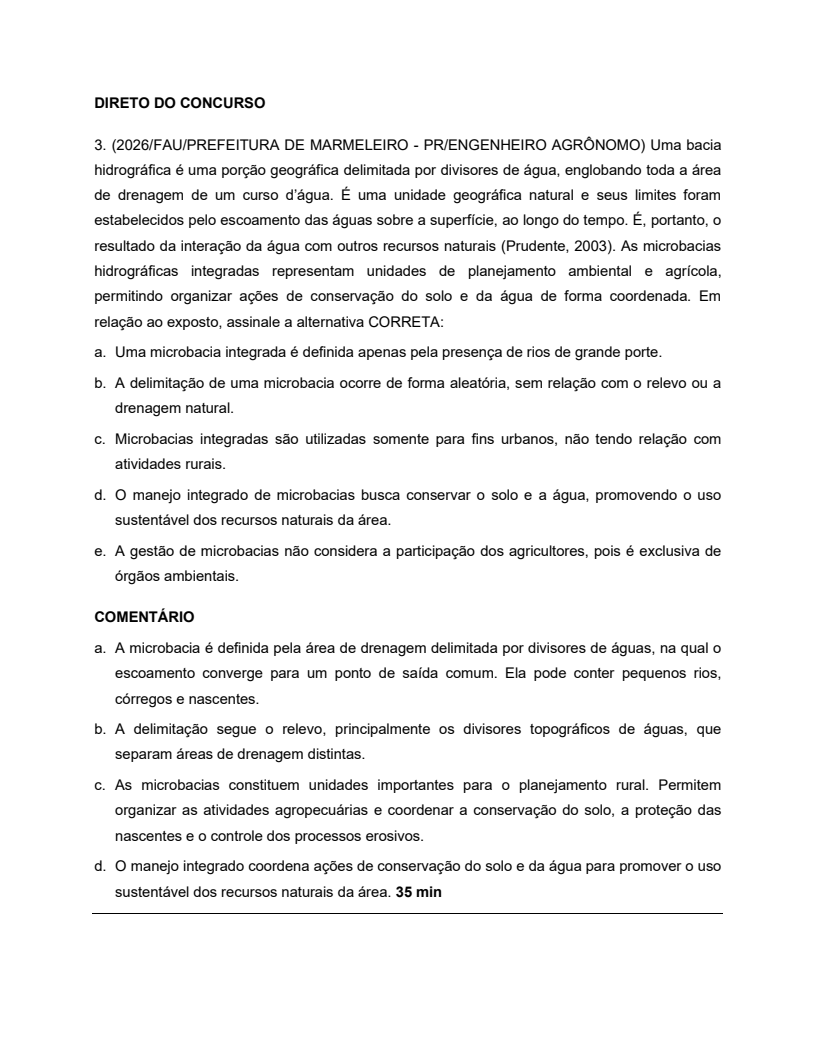 DIRETO DO CONCURSO
3. (2026/FAU/PREFEITURA DE MARMELEIRO - PR/ENGENHEIRO AGRÔNOMO) Uma bacia
hidrográfica é uma porção geográfica delimitada por divisores de água, englobando toda a área
de drenagem de um curso d’água. É uma unidade geográfica natural e seus limites foram
estabelecidos pelo escoamento das águas sobre a superfície, ao longo do tempo. É, portanto, o
resultado da interação da água com outros recursos naturais (Prudente, 2003). As microbacias
hidrográficas integradas representam unidades de planejamento ambiental e agrícola,
permitindo organizar ações de conservação do solo e da água de forma coordenada. Em
relação ao exposto, assinale a alternativa CORRETA:
a. Uma microbacia integrada é definida apenas pela presença de rios de grande porte.
b. A delimitação de uma microbacia ocorre de forma aleatória, sem relação com o relevo ou a
drenagem natural.
c. Microbacias integradas são utilizadas somente para fins urbanos, não tendo relação com
atividades rurais.
d. O manejo integrado de microbacias busca conservar o solo e a água, promovendo o uso
sustentável dos recursos naturais da área.
e. A gestão de microbacias não considera a participação dos agricultores, pois é exclusiva de
órgãos ambientais.
COMENTÁRIO
a. A microbacia é definida pela área de drenagem delimitada por divisores de águas, na qual o
escoamento converge para um ponto de saída comum. Ela pode conter pequenos rios,
córregos e nascentes.
b. A delimitação segue o relevo, principalmente os divisores topográficos de águas, que
separam áreas de drenagem distintas.
c. As microbacias constituem unidades importantes para o planejamento rural. Permitem
organizar as atividades agropecuárias e coordenar a conservação do solo, a proteção das
nascentes e o controle dos processos erosivos.
d. O manejo integrado coordena ações de conservação do solo e da água para promover o uso
sustentável dos recursos naturais da área. 35 min